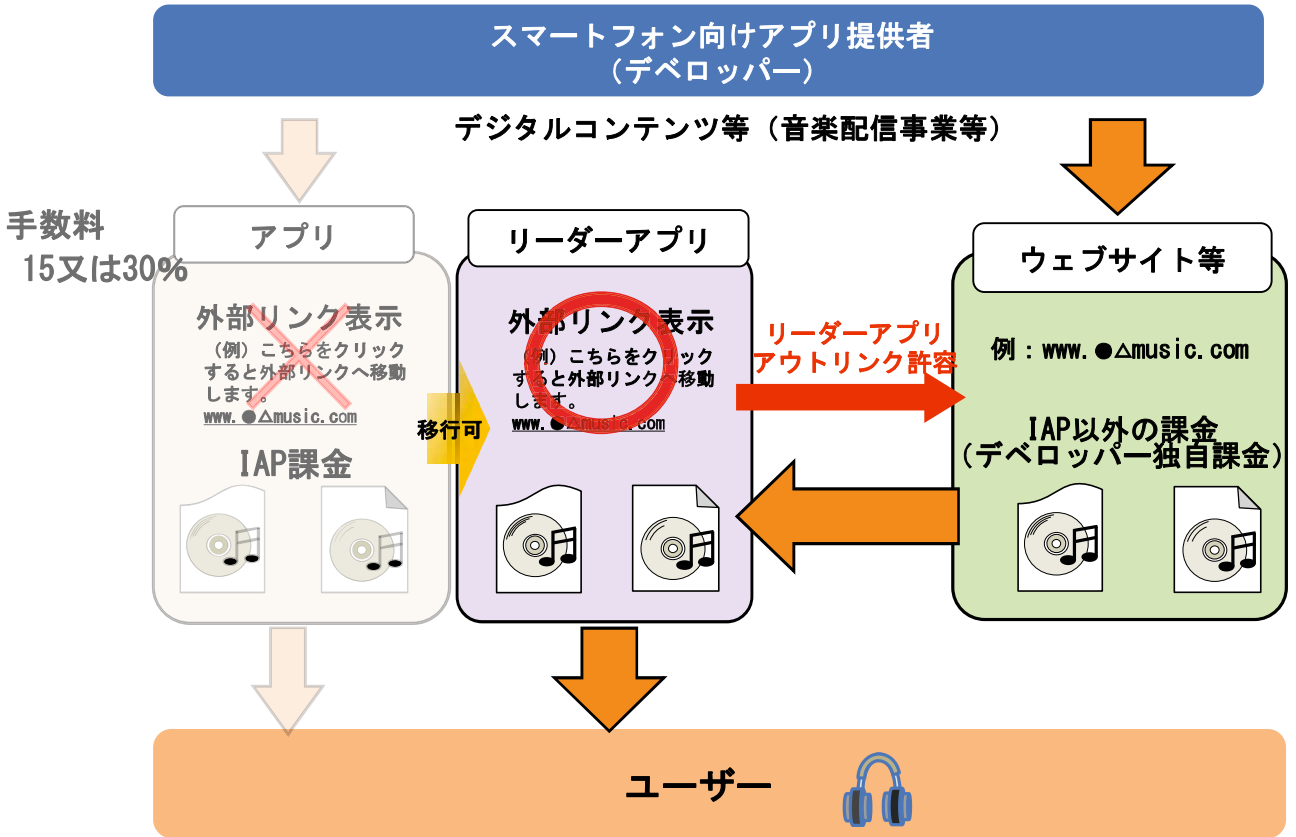 スマートフォン向けアプリ提供者
（デベロッパー）
デジタルコンテンツ等（音楽配信事業等）
手数料
15又は30%
アプリ
外部リンク表示
（例）こちらをクリック
すると外部リンクへ移動
します。
www.●△music.com
IAP課金
移行可
リーダーアプリ
外部リンク表示
（例）こちらをクリック
すると外部リンクへ移動
します。
www.●△music.com
リーダーアプリ
アウトリンク許容
ウェブサイト等
例：www.●△music.com
IAP以外の課金
（デベロッパー独自課金）
ユーザー